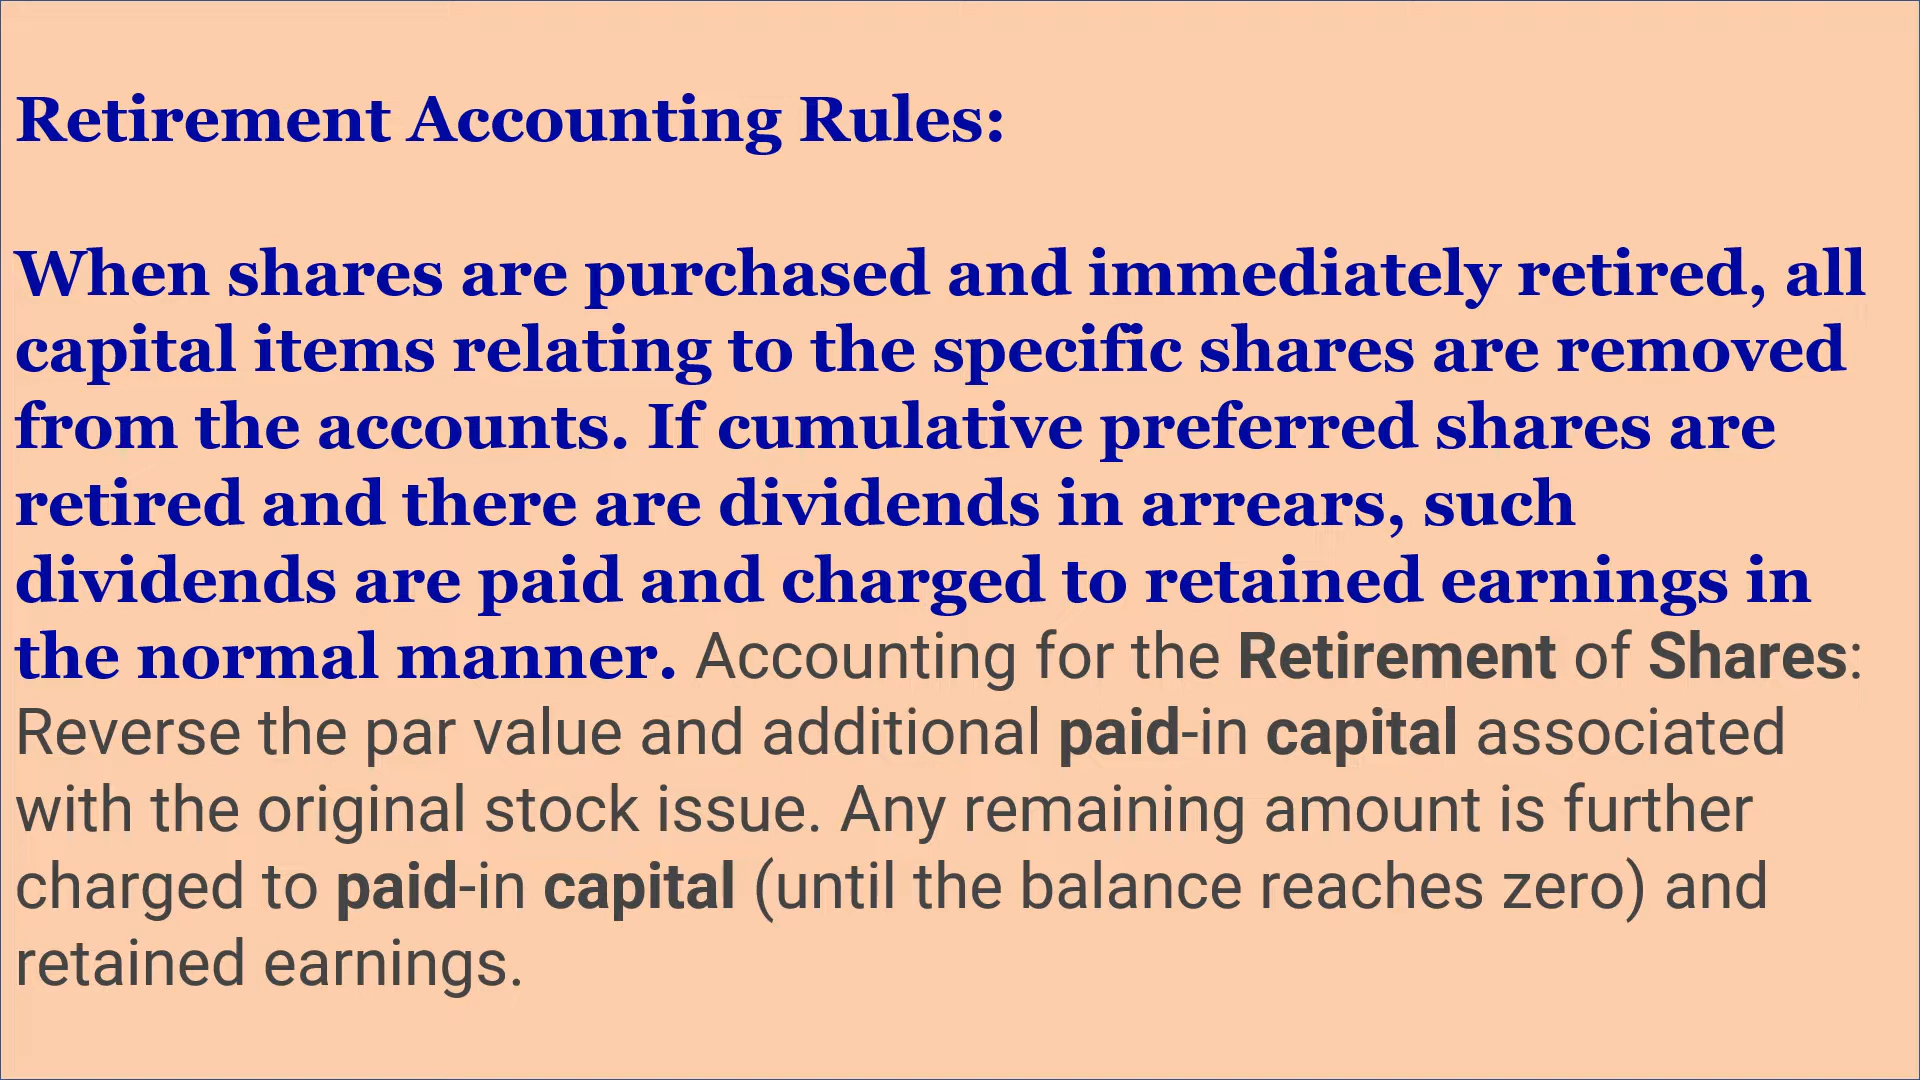 Retirement Accounting Rules:
When shares are purchased and immediately retired, all
capital items relating to the specific shares are removed
from the accounts. If cumulative preferred shares are
retired and there are dividends in arrears, such
dividends are paid and charged to retained earnings in
the normal manner. Accounting for the Retirement of Shares:
Reverse the par value and additional paid-in capital associated
with the original stock issue. Any remaining amount is further
charged to paid-in capital (until the balance reaches zero) and
retained earnings.